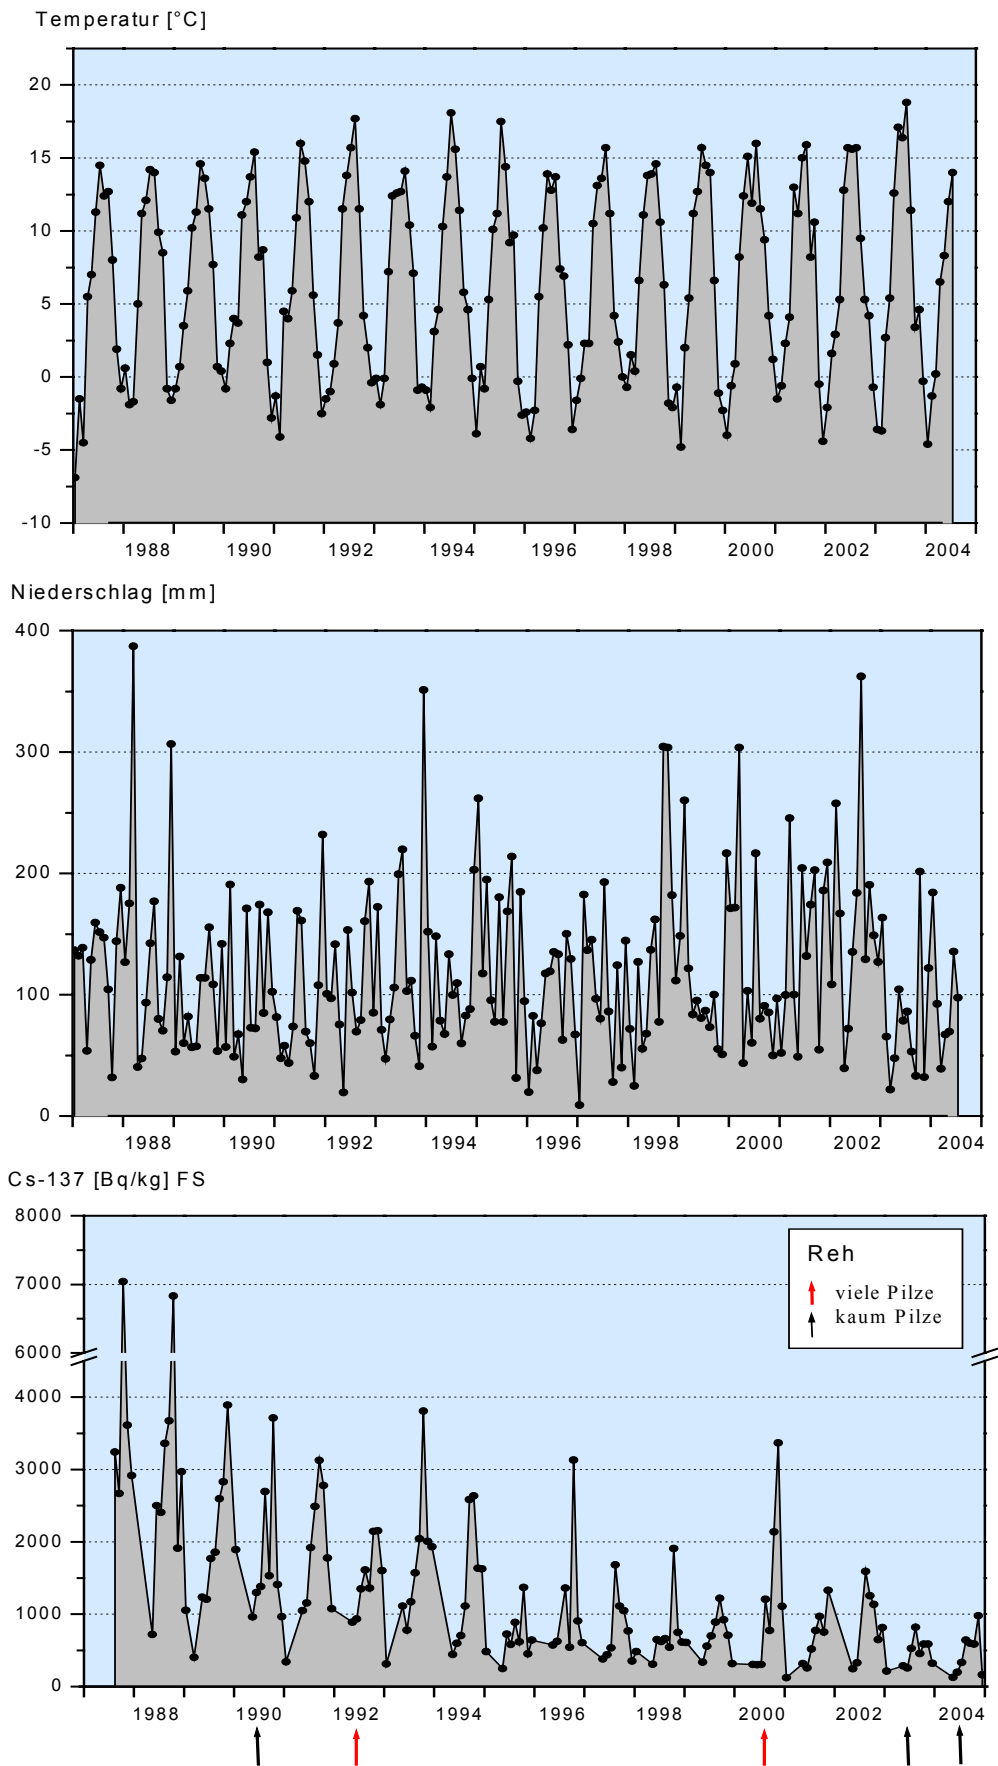 Temperatur [°C]
20
15
10
5
0
-5
-10
1988 1990 1992 1994 1996 1998 2000 2002 2004
Niederschlag [mm]
400
300
200
100
0
1988 1990 1992 1994 1996 1998 2000 2002 2004
Cs-137 [Bq/kg] FS
8000
Reh
7000
viele Pilze
kaum Pilze
6000
4000
3000
2000
1000
0
1988 1990 1992 1994 1996 1998 2000 2002 2004